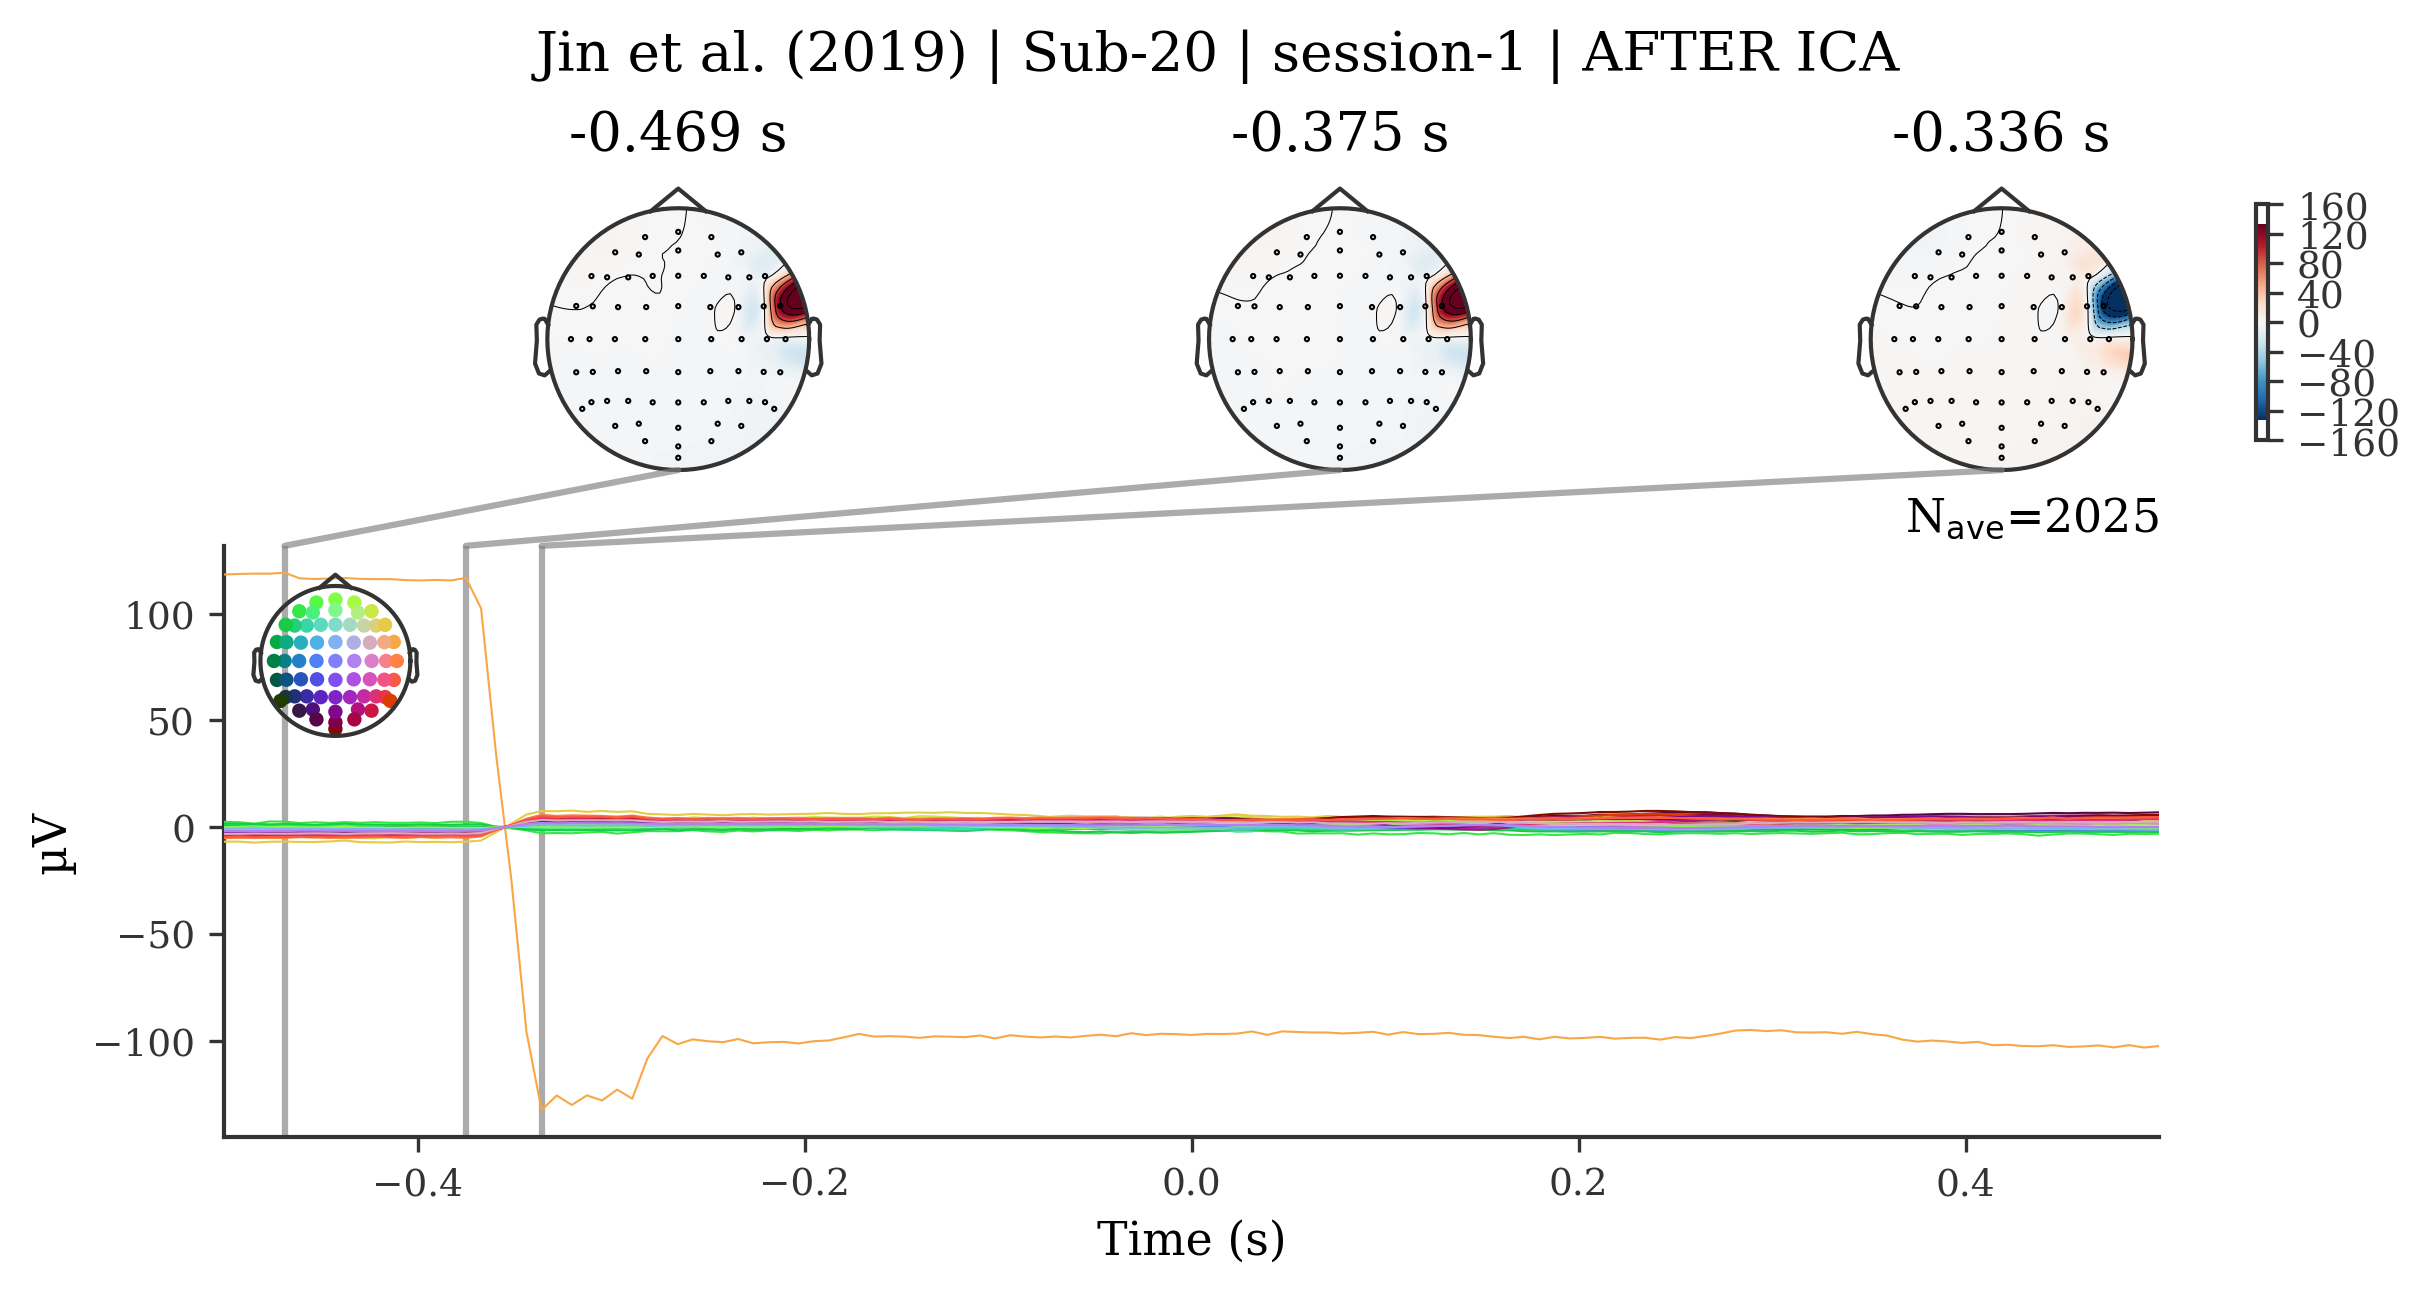 Jin et al. (2019) | Sub-20 | session-1 | AFTER ICA
-0.469 s
-0.375 s
-0.336 s
160
120
80
40
0
−40
−80
−120
−160
Nave=2025
100
50
0
−50
−100
µV
−0.4
−0.2
0.0
0.2
0.4
Time (s)